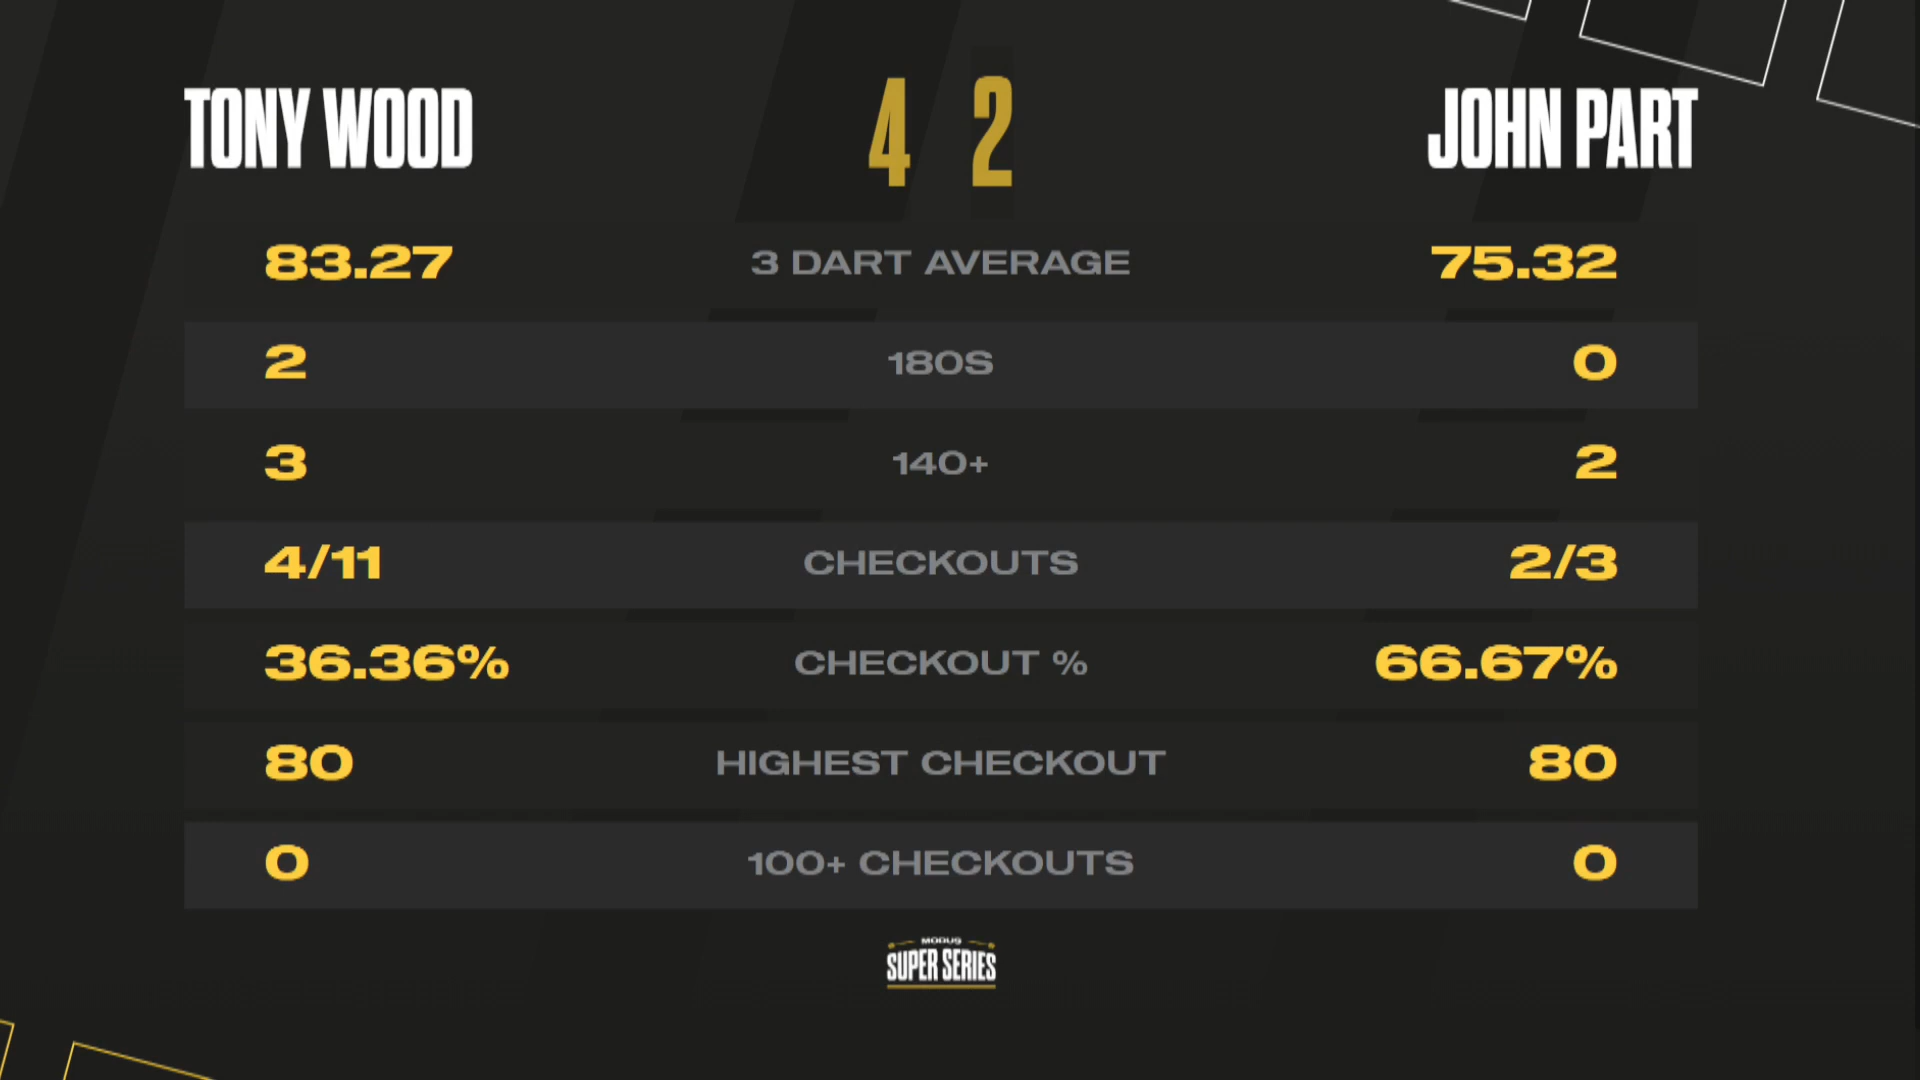 TONY WOOD 4 2 JOHN PART
83.27 3 DART AVERAGE 75.32
2 180S 0
3 140+ 2
4/11 CHECKOUTS 2/3
36.36% CHECKOUT % 66.67%
80 HIGHEST CHECKOUT 80
0 100+ CHECKOUTS 0
MODUS
SUPER SERIES